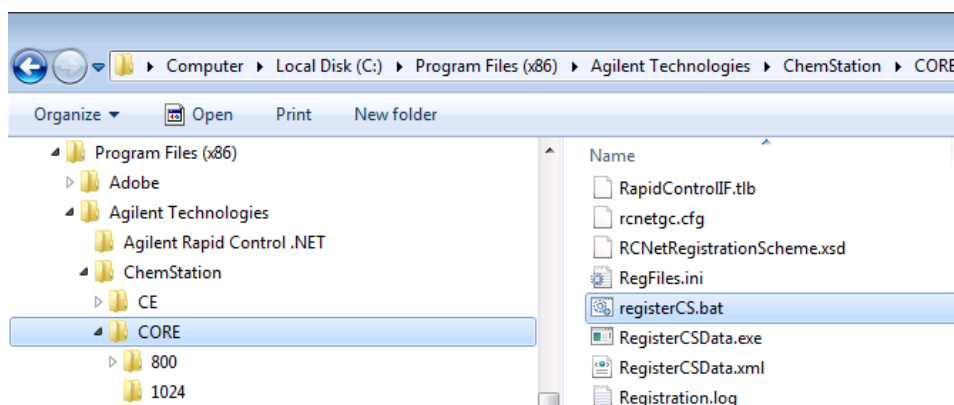 Computer Local Disk (C:) Program Files (x86) Agilent Technologies ChemStation CORE
Organize Open Print New folder
Program Files (x86)
Adobe
Agilent Technologies
Agilent Rapid Control .NET
ChemStation
CE
CORE
800
1024
Name
RapidControlIF.tlb
rcnetgc.cfg
RCNetRegistrationScheme.xsd
RegFiles.ini
registerCS.bat
RegisterCSData.exe
RegisterCSData.xml
Registration.log